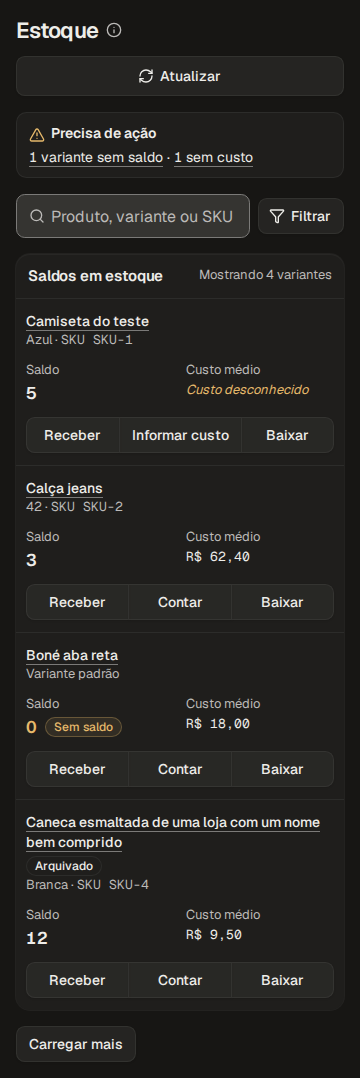 Estoque
Atualizar
Precisa de ação
1 variante sem saldo · 1 sem custo
Produto, variante ou SKU
Filtrar
Saldos em estoque
Mostrando 4 variantes
Camiseta do teste
Azul · SKU SKU-1
Saldo
Custo médio
5
Custo desconhecido
Receber
Informar custo
Baixar
Calça jeans
42 · SKU SKU-2
Saldo
Custo médio
3
R$ 62,40
Receber
Contar
Baixar
Boné aba reta
Variante padrão
Saldo
Custo médio
0 Sem saldo
R$ 18,00
Receber
Contar
Baixar
Caneca esmaltada de uma loja com um nome
bem comprido
Arquivado
Branca · SKU SKU-4
Saldo
Custo médio
12
R$ 9,50
Receber
Contar
Baixar
Carregar mais